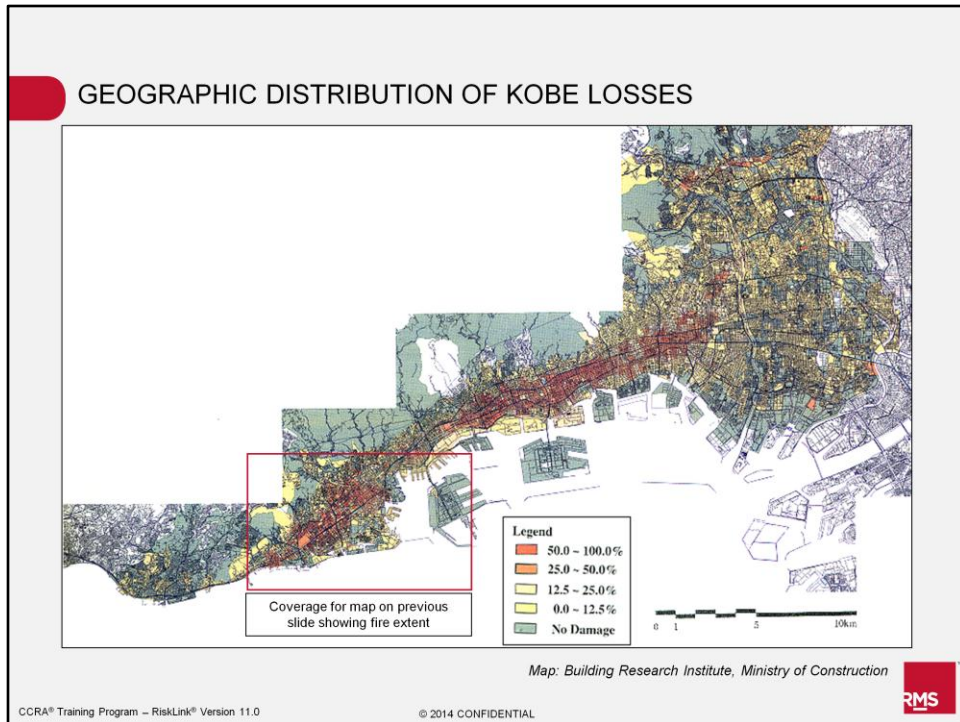 GEOGRAPHIC DISTRIBUTION OF KOBE LOSSES
Legend
50.0 ~ 100.0%
25.0 ~ 50.0%
12.5 ~ 25.0%
0.0 ~ 12.5%
No Damage
Coverage for map on previous
slide showing fire extent
0 1 5 10km
Map: Building Research Institute, Ministry of Construction
RMS
CCRA® Training Program – RiskLink® Version 11.0
© 2014 CONFIDENTIAL